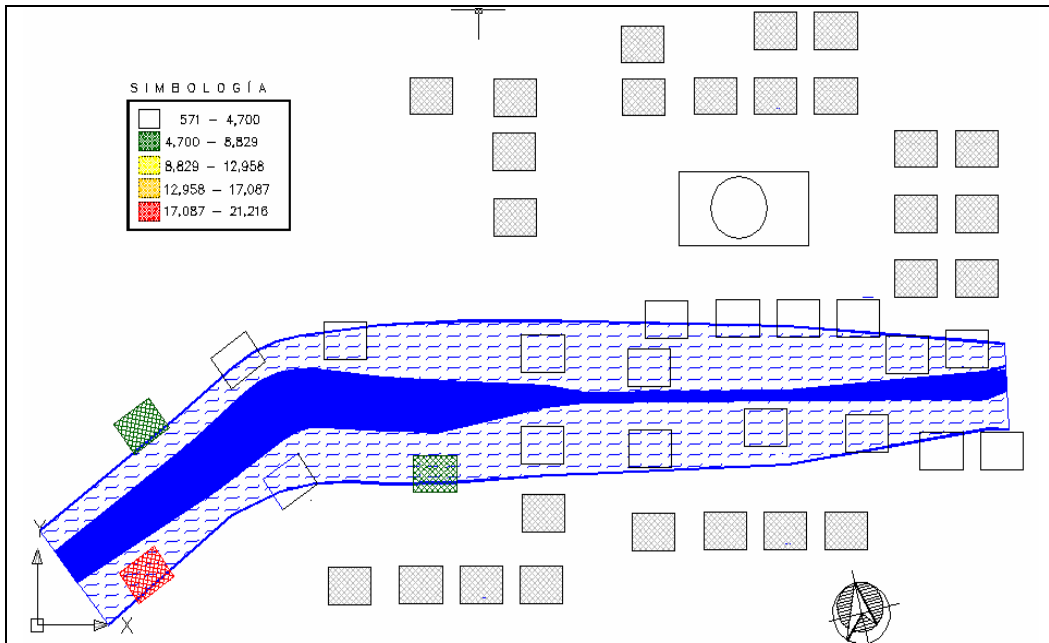 SIMBOLOGÍA
571 - 4,700
4,700 - 8,829
8,829 - 12,958
12,958 - 17,087
17,087 - 21,216
Y
X